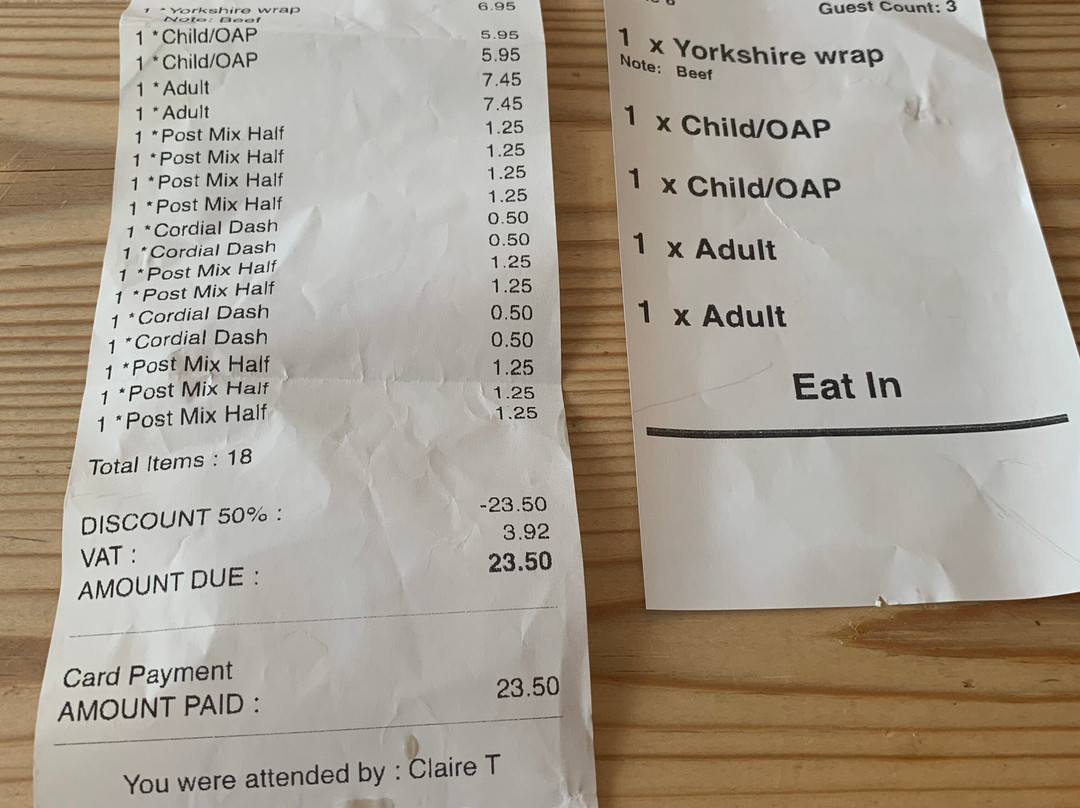 1 * Yorkshire wrap 6.95
Note: Beef
1 * Child/OAP 5.95
1 * Child/OAP 5.95
1 * Adult 7.45
1 * Adult 7.45
1 * Post Mix Half 1.25
1 * Post Mix Half 1.25
1 * Post Mix Half 1.25
1 * Post Mix Half 1.25
1 * Cordial Dash 0.50
1 * Cordial Dash 0.50
1 * Post Mix Half 1.25
1 * Post Mix Half 1.25
1 * Cordial Dash 0.50
1 * Cordial Dash 0.50
1 * Post Mix Half 1.25
1 * Post Mix Half 1.25
1 * Post Mix Half 1.25
Total Items : 18
DISCOUNT 50% : -23.50
VAT : 3.92
AMOUNT DUE : 23.50
Card Payment
AMOUNT PAID : 23.50
You were attended by : Claire T
Guest Count: 3
1 x Yorkshire wrap
Note: Beef
1 x Child/OAP
1 x Child/OAP
1 x Adult
1 x Adult
Eat In